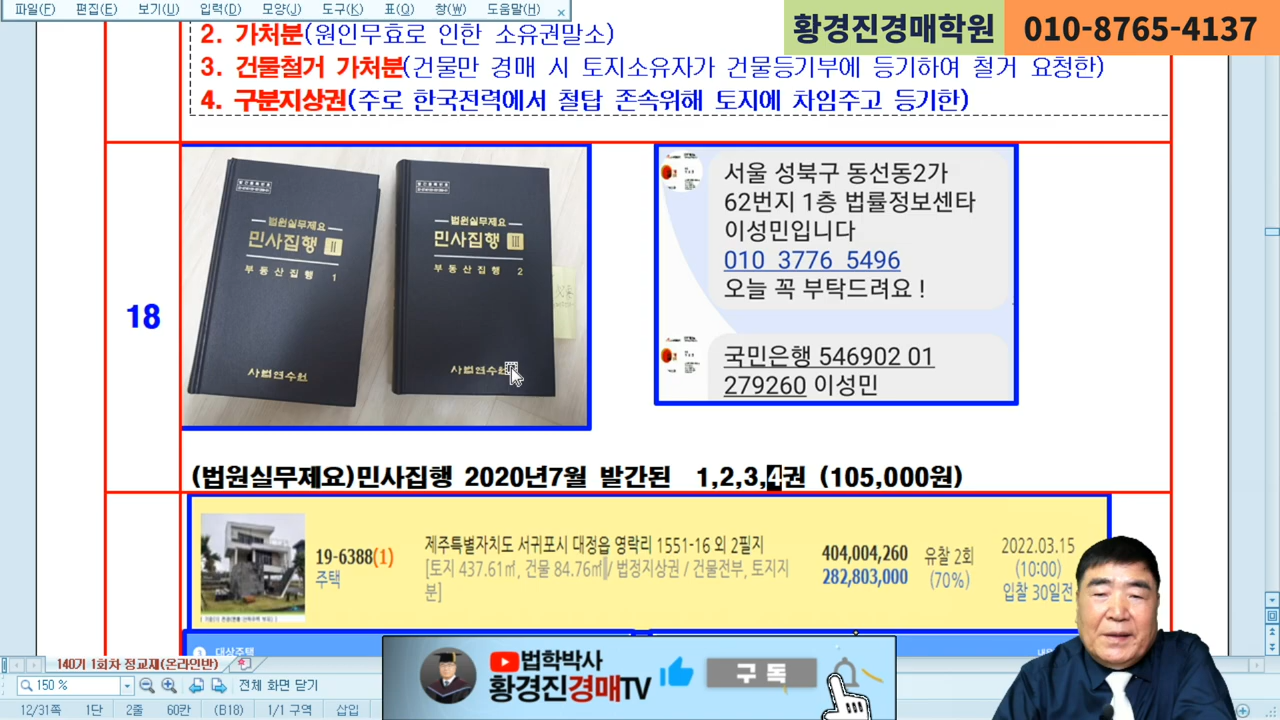 파일(F) 편집(E) 보기(U) 입력(D) 모양(J) 도구(K) 표(Q) 창(W) 도움말(H)
황경진경매학원 010-8765-4137
2. 가처분(원인무효로 인한 소유권말소)
3. 건물철거 가처분(건물만 경매 시 토지소유자가 건물등기부에 등기하여 철거 요청한)
4. 구분지상권(주로 한국전력에서 철탑 존속위해 토지에 차임주고 등기한)
18
법원실무제요
민사집행 II
부동산집행 1
사법연수원
법원실무제요
민사집행 III
부동산집행 2
사법연수원
서울 성북구 동선동2가
62번지 1층 법률정보센타
이성민입니다
010 3776 5496
오늘 꼭 부탁드려요 !
국민은행 546902 01
279260 이성민
(법원실무제요)민사집행 2020년7월 발간된 1,2,3,4권 (105,000원)
19-6388(1)
주택
제주특별자치도 서귀포시 대정읍 영락리 1551-16 외 2필지
[토지 437.61㎡, 건물 84.76㎡ / 법정지상권 / 건물전부, 토지지
분]
404,004,260
282,803,000
유찰 2회
(70%)
2022.03.15
(10:00)
입찰 30일전
대상주택
법학박사
황경진경매TV
구독
140기 1회차 정교재(온라인반)
150 % 전체 화면 닫기
12/31쪽 1단 2줄 60칸 (B18) 1/1 구역 삽입